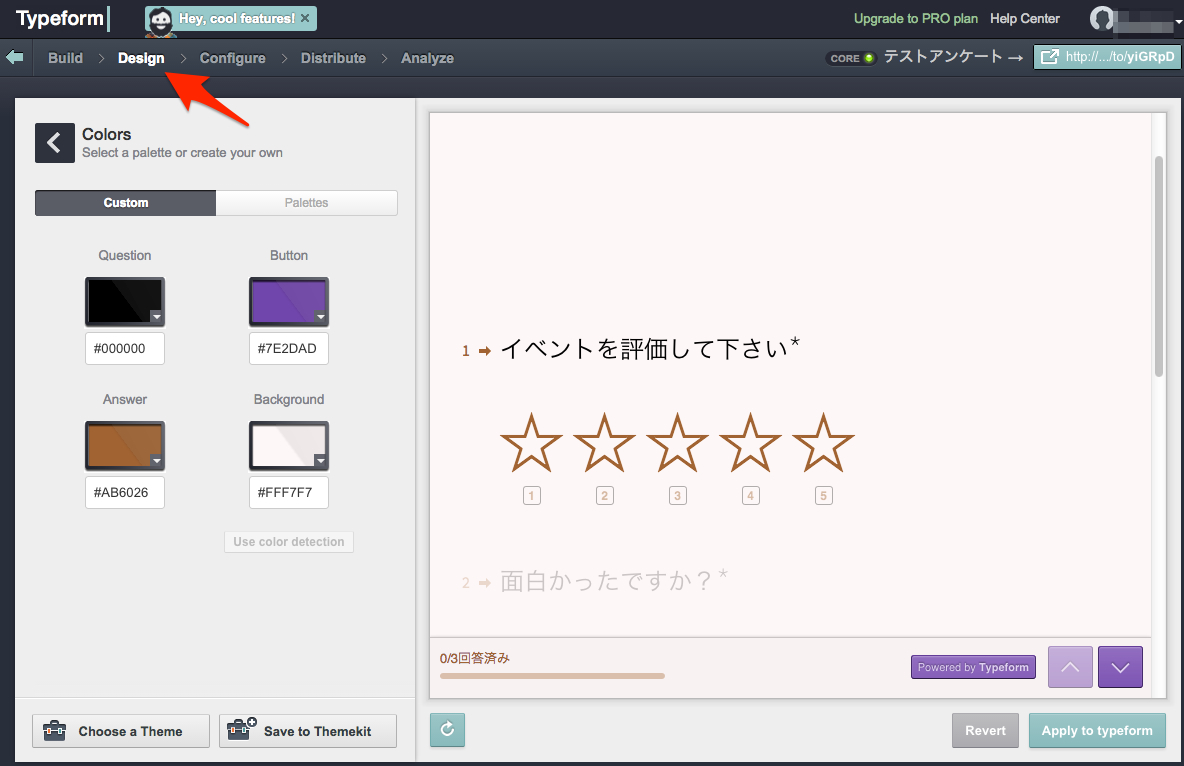 Typeform
Hey, cool features! ×
Upgrade to PRO plan
Help Center
Build
Design
Configure
Distribute
Analyze
CORE
テストアンケート →
http://.../to/yiGRpD
Colors
Select a palette or create your own
Custom
Palettes
Question
Button
#000000
#7E2DAD
Answer
Background
#AB6026
#FFF7F7
Use color detection
Choose a Theme
Save to Themekit
1 → イベントを評価して下さい*
1
2
3
4
5
2 → 面白かったですか？*
0/3回答済み
Powered by Typeform
Revert
Apply to typeform